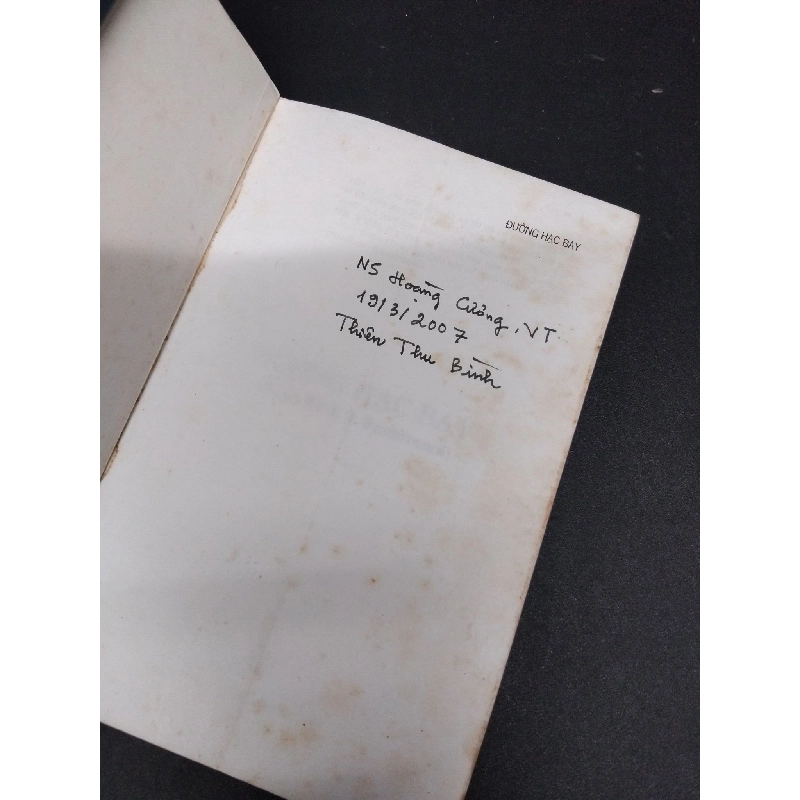 ĐƯỜNG HẠC BAY
NS Hoàng Cường, VT
19/3/2007
Thiên Thu Bình